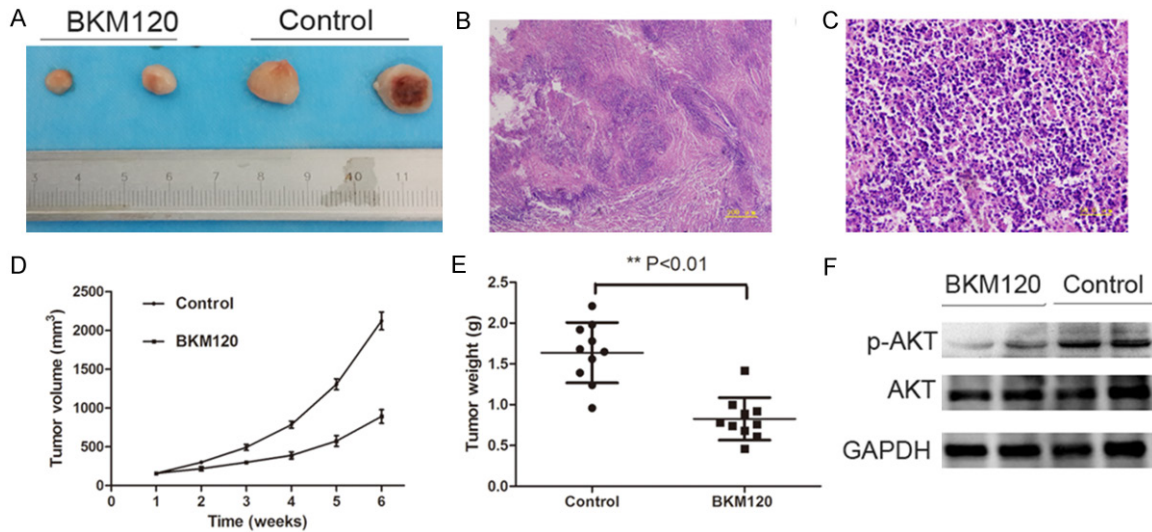 A
BKM120 Control
3 4 5 6 7 8 9 10 11
B
C
D
Tumor volume (mm³)
2500
2000
1500
1000
500
0
Control
BKM120
0 1 2 3 4 5 6
Time (weeks)
E
** P<0.01
Tumor weight (g)
2.5
2.0
1.5
1.0
0.5
0.0
Control BKM120
F
BKM120 Control
p-AKT
AKT
GAPDH